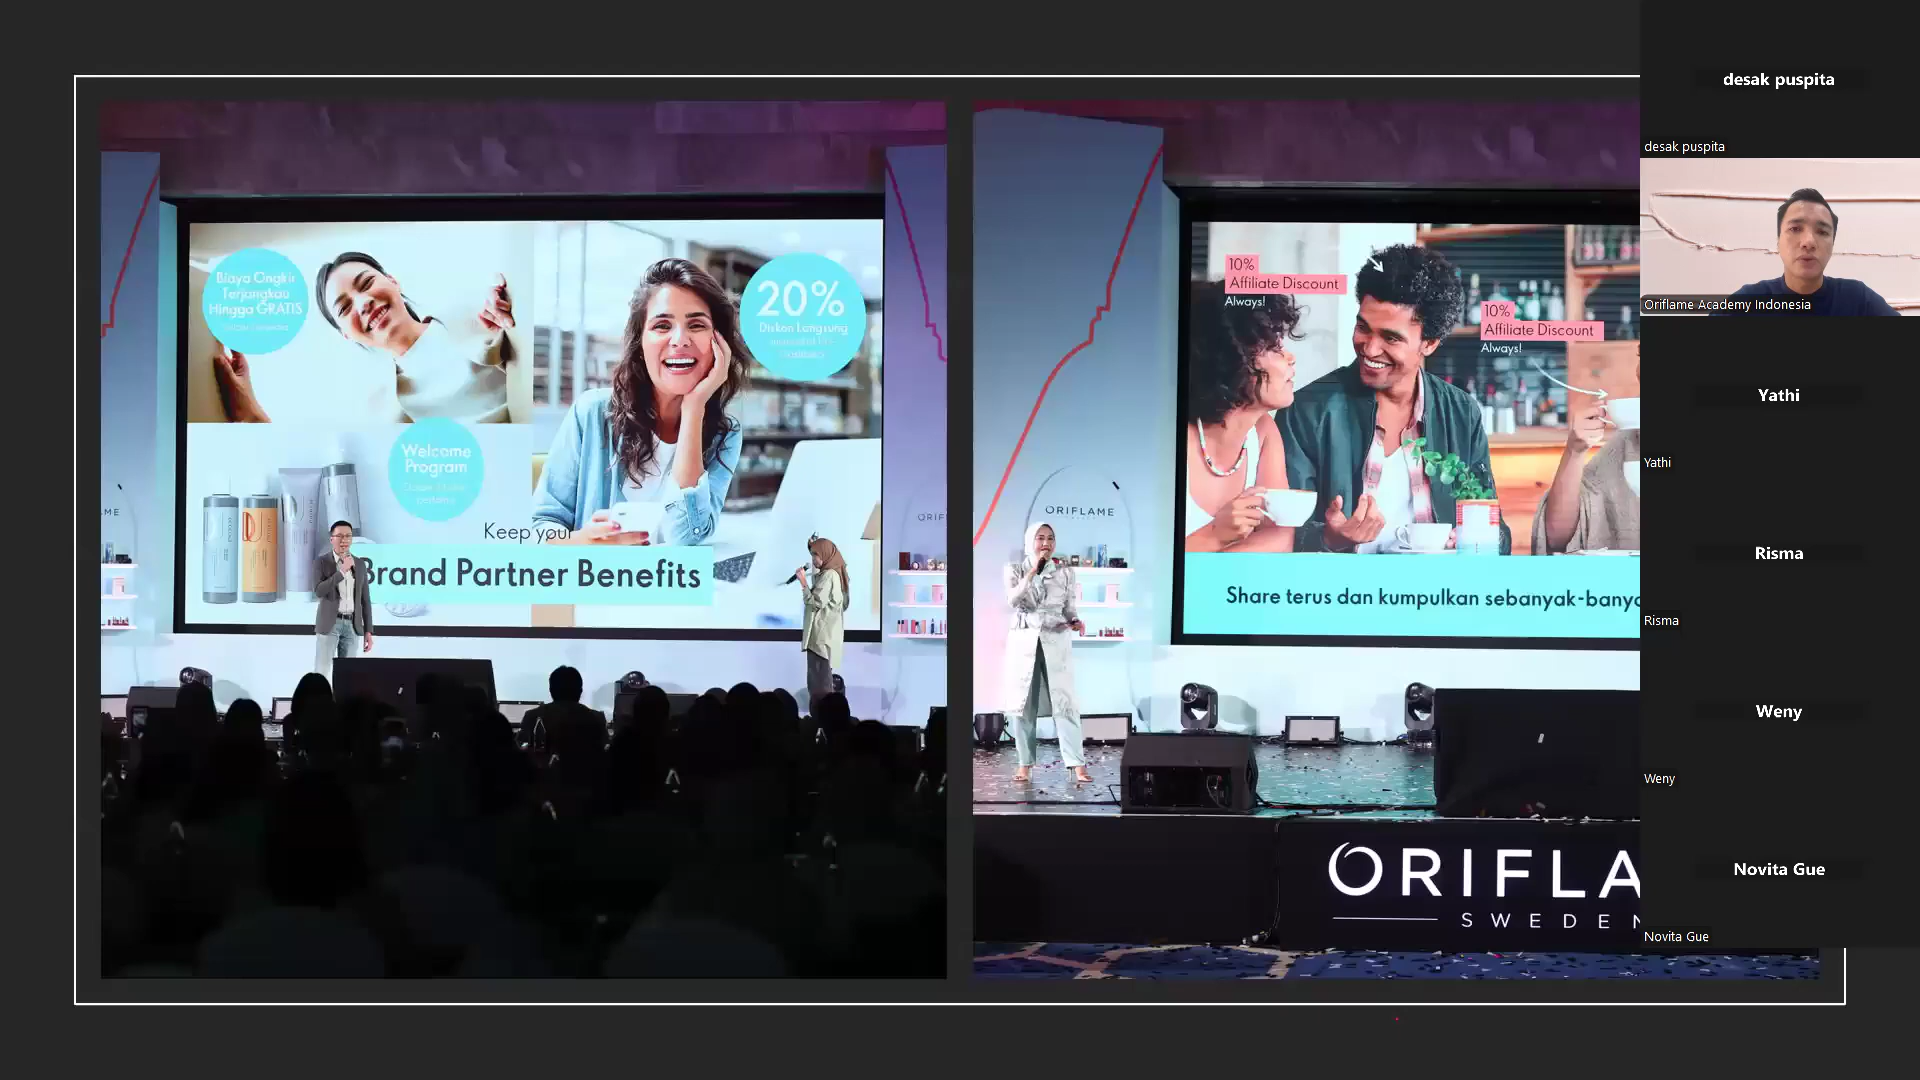 Biaya Ongkir
Terjangkau
Hingga GRATIS
20%
Diskon Langsung
Welcome
Program
Keep your
Brand Partner Benefits
ORIFLAME
10%
Affiliate Discount
Always!
10%
Affiliate Discount
Always!
Share terus dan kumpulkan sebanyak-banya
ORIFLA
SWEDEN
desak puspita
desak puspita
Oriflame Academy Indonesia
Yathi
Yathi
Risma
Risma
Weny
Weny
Novita Gue
Novita Gue